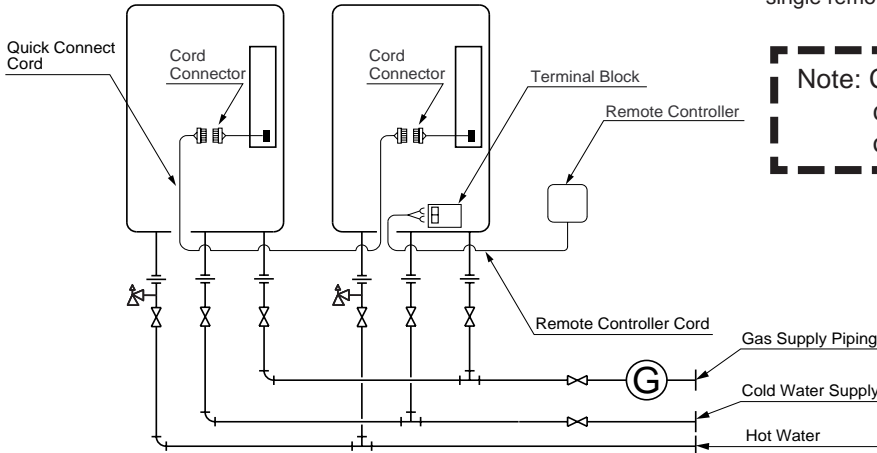 single remo
Quick Connect
Cord
Cord
Connector
Cord
Connector
Terminal Block
Remote Controller
Note:
Remote Controller Cord
G
Gas Supply Piping
Cold Water Supply
Hot Water